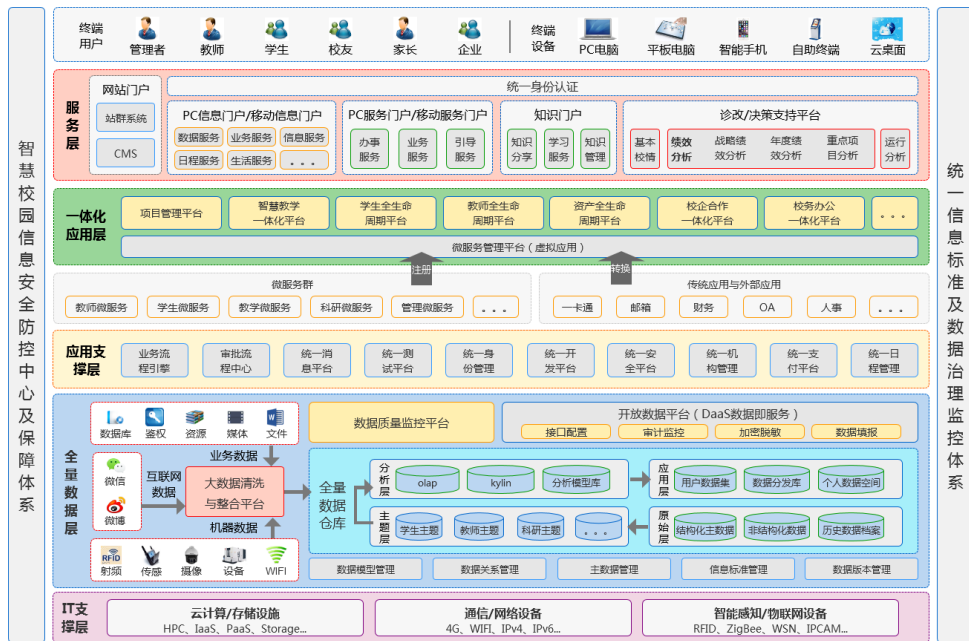 智慧校园信息安全防控中心及保障体系
终端
用户
管理者
教师
学生
校友
家长
企业
终端
设备
PC电脑
平板电脑
智能手机
自助终端
云桌面
服务层
网站门户
站群系统
CMS
统一身份认证
PC信息门户/移动信息门户
数据服务
业务服务
信息服务
日程服务
生活服务
...
PC服务门户/移动服务门户
办事
服务
业务
服务
引导
服务
知识门户
知识
分享
学习
服务
知识
管理
诊改/决策支持平台
基本
校情
绩效
分析
战略绩
效分析
年度绩
效分析
重点项
目分析
运行
分析
一体化
应用层
项目管理平台
智慧教学
一体化平台
学生全生命
周期平台
教师全生命
周期平台
资产全生命
周期平台
校企合作
一体化平台
校务办公
一体化平台
...
微服务管理平台（虚拟应用）
注册
转换
微服务群
教师微服务
学生微服务
教学微服务
科研微服务
管理微服务
...
传统应用与外部应用
一卡通
邮箱
财务
OA
人事
...
应用支
撑层
业务流
程引擎
审批流
程中心
统一消
息平台
统一测
试平台
统一身
份管理
统一开
发平台
统一安
全平台
统一机
构管理
统一支
付平台
统一日
程管理
全量数据层
数据库
鉴权
资源
媒体
文件
业务数据
微信
微博
互联网
数据
大数据清洗
与整合平台
机器数据
RFID
射频
传感
摄像
设备
WIFI
数据质量监控平台
开放数据平台（DaaS数据即服务）
接口配置
审计监控
加密脱敏
数据填报
全量
数据
仓库
分析层
olap
kylin
分析模型库
应用层
用户数据集
数据分发库
个人数据空间
主题层
学生主题
教师主题
科研主题
...
原始层
结构化主数据
非结构化数据
历史数据档案
数据模型管理
数据关系管理
主数据管理
信息标准管理
数据版本管理
IT支
撑层
云计算/存储设施
HPC、IaaS、PaaS、Storage...
通信/网络设备
4G、WIFI、IPv4、IPv6...
智能感知/物联网设备
RFID、ZigBee、WSN、IPCAM...
统一信息标准及数据治理监控体系